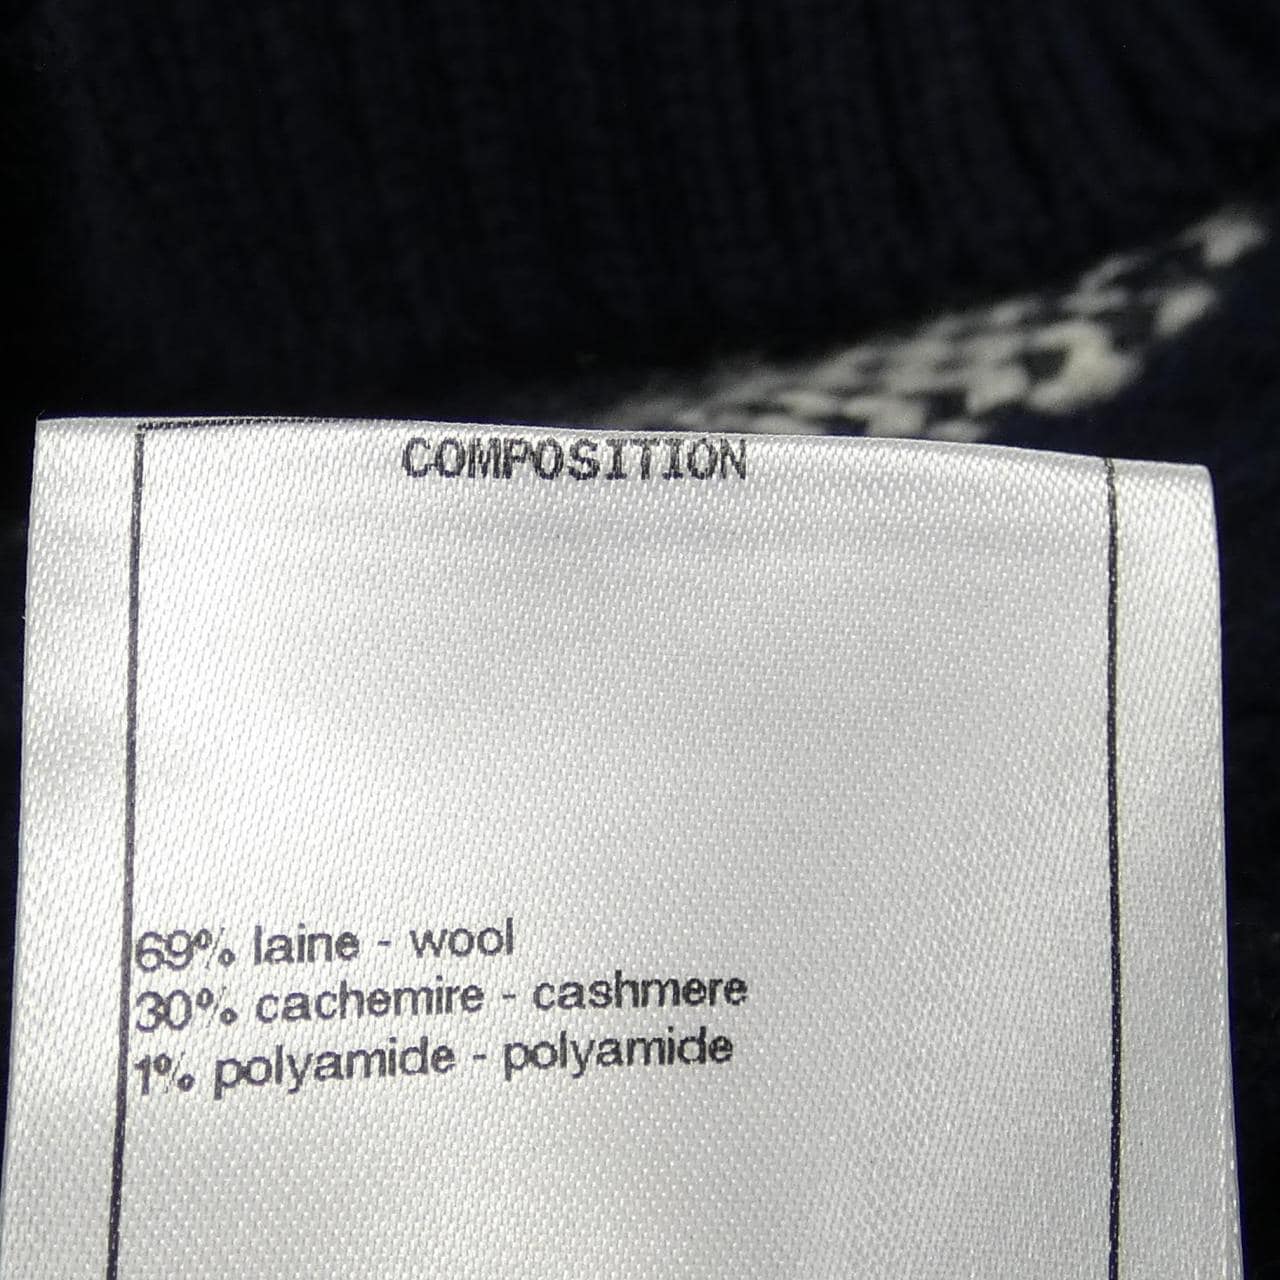 COMPOSITION
69% laine - wool
30% cachemire - cashmere
1% polyamide - polyamide